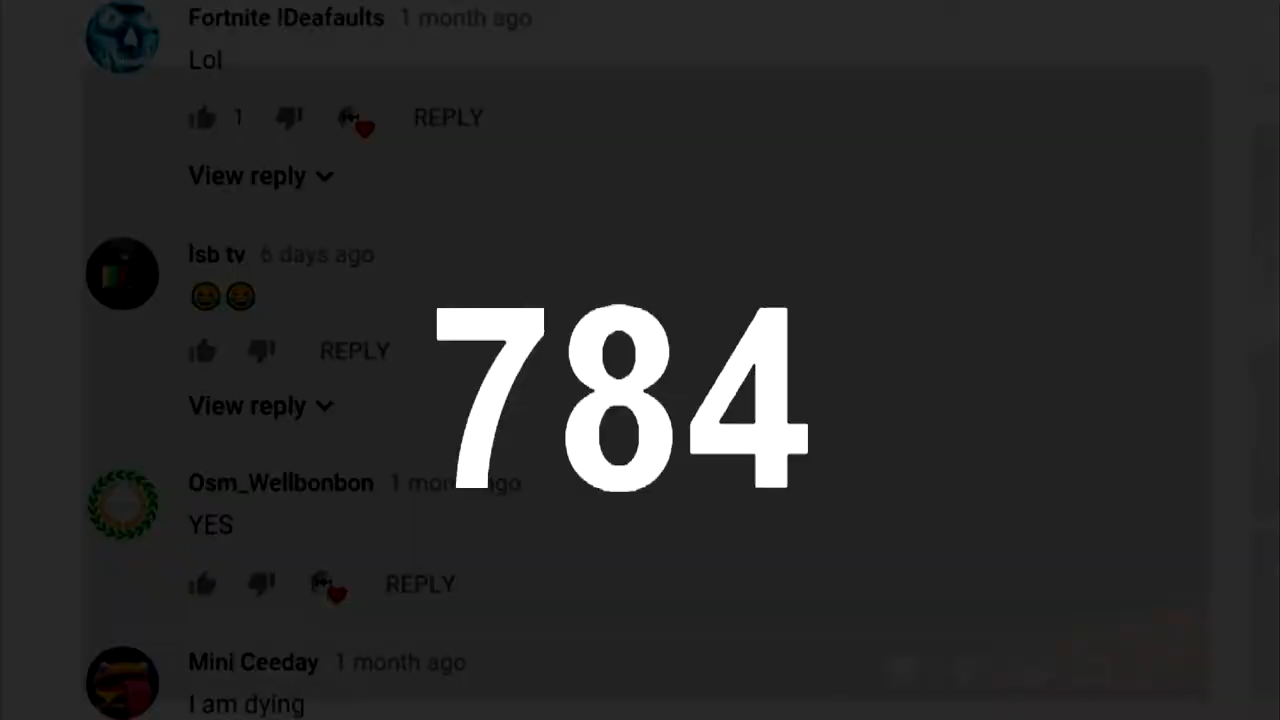 Fortnite !Deafaults 1 month ago
Lol
1 REPLY
View reply
lsb tv 6 days ago
😂😂
REPLY
View reply
784
Osm_Wellbonbon 1 month ago
YES
REPLY
Mini Ceeday 1 month ago
I am dying